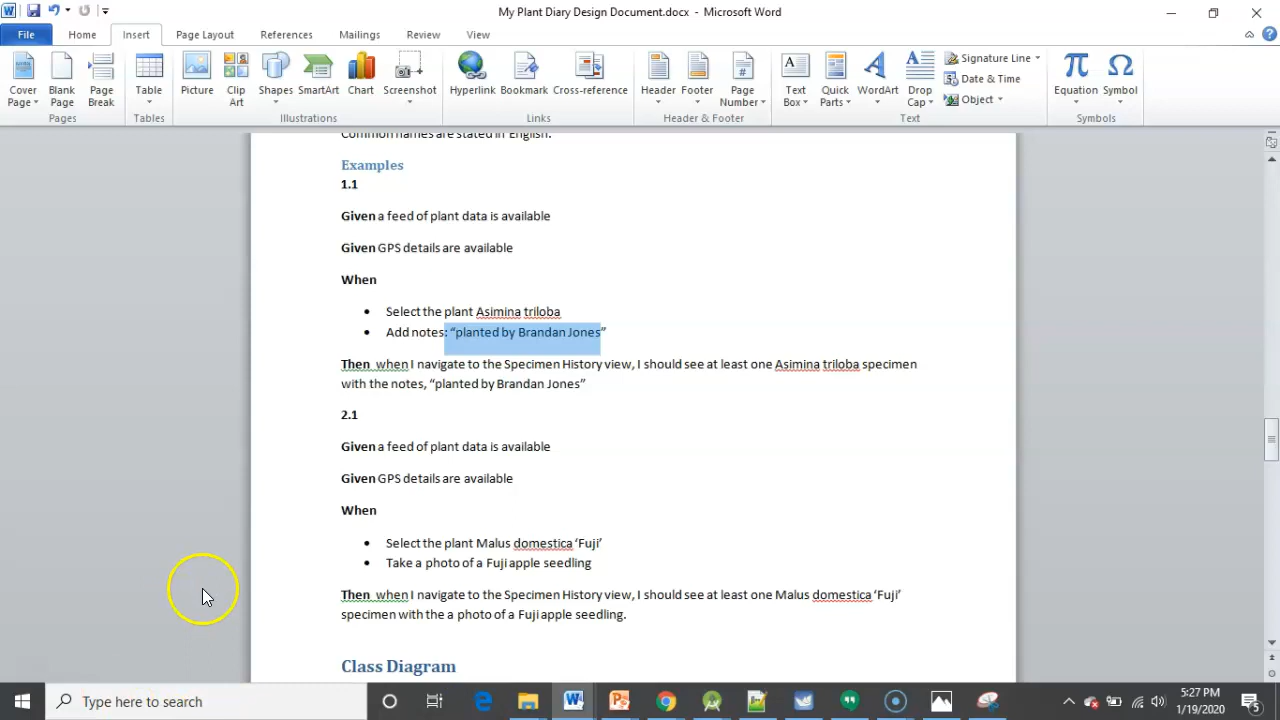 My Plant Diary Design Document.docx - Microsoft Word
File Home Insert Page Layout References Mailings Review View
Cover Page Blank Page Page Break Table Picture Clip Art Shapes SmartArt Chart Screenshot Hyperlink Bookmark Cross-reference Header Footer Page Number Text Box Quick Parts WordArt Drop Cap Signature Line Date & Time Object Equation Symbol
Pages Tables Illustrations Links Header & Footer Text Symbols
Common names are stated in English.
Examples
1.1
Given a feed of plant data is available
Given GPS details are available
When
• Select the plant Asimina triloba
• Add notes: “planted by Brandan Jones”
Then when I navigate to the Specimen History view, I should see at least one Asimina triloba specimen
with the notes, “planted by Brandan Jones”
2.1
Given a feed of plant data is available
Given GPS details are available
When
• Select the plant Malus domestica ‘Fuji’
• Take a photo of a Fuji apple seedling
Then when I navigate to the Specimen History view, I should see at least one Malus domestica ‘Fuji’
specimen with the a photo of a Fuji apple seedling.
Class Diagram
Type here to search
5:27 PM
1/19/2020
5